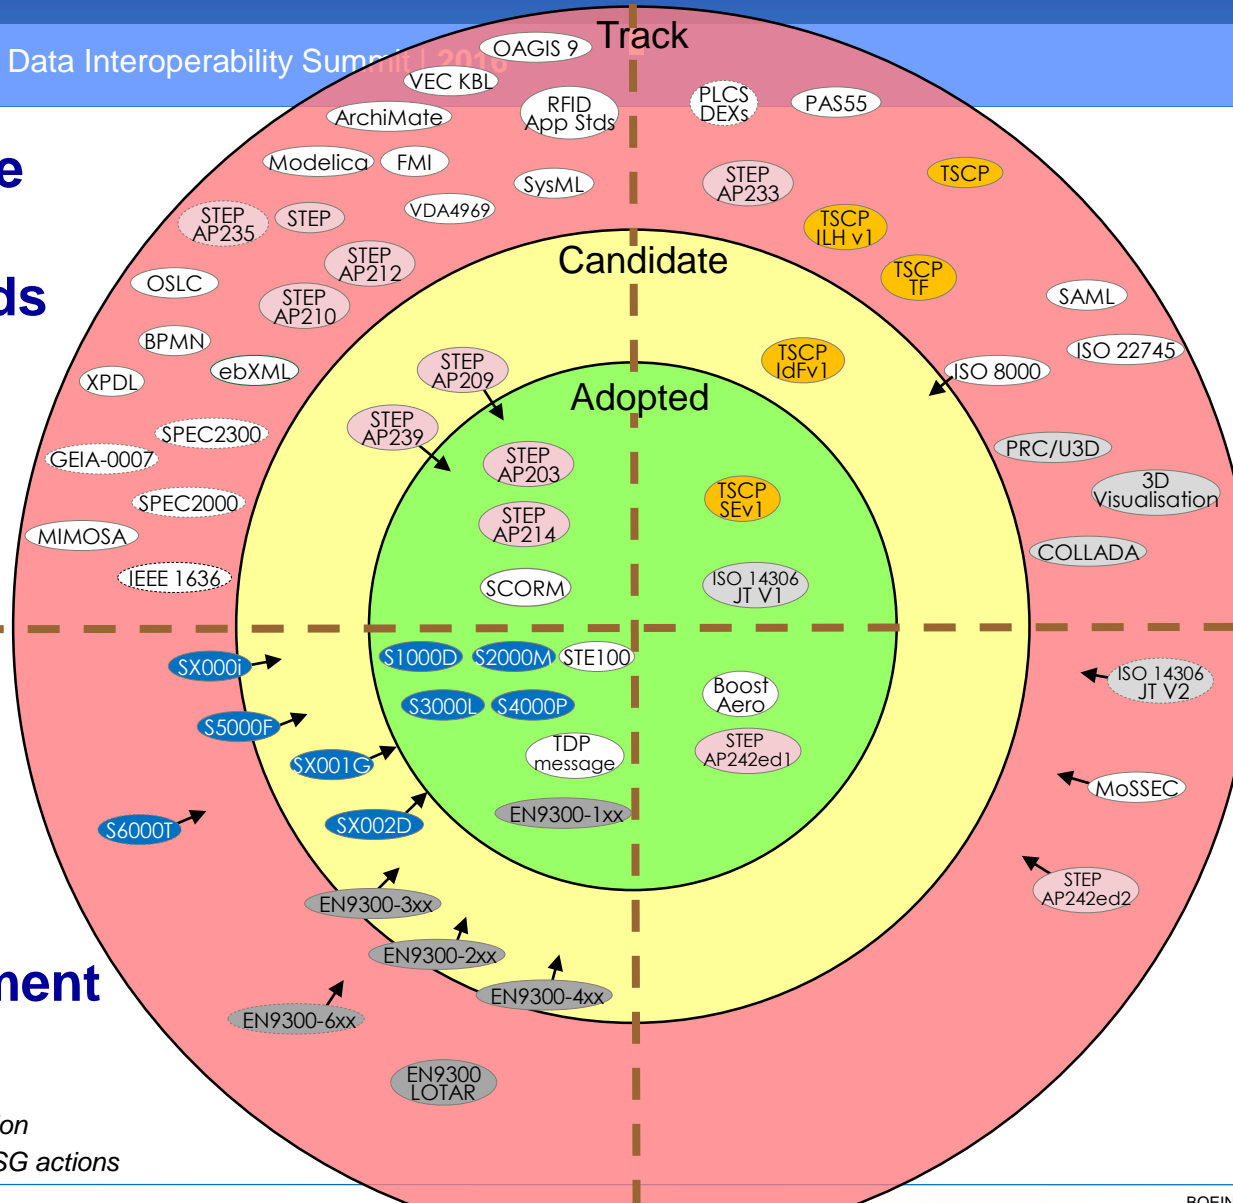 Track
OAGIS 9
Data Interoperability Summit | 2016
VEC KBL
PLCS
DEXs
PAS55
RFID
App Stds
ArchiMate
Modelica
FMI
TSCP
SysML
STEP
AP233
VDA4969
STEP
AP235
STEP
TSCP
ILH v1
Candidate
STEP
AP212
TSCP
TF
OSLC
STEP
AP210
SAML
BPMN
ISO 22745
XPDL
ebXML
STEP
AP209
TSCP
IdFv1
ISO 8000
Adopted
STEP
AP239
SPEC2300
GEIA-0007
STEP
AP203
PRC/U3D
3D
Visualisation
SPEC2000
TSCP
SEv1
STEP
AP214
MIMOSA
COLLADA
IEEE 1636
SCORM
ISO 14306
JT V1
SX000i
S1000D
S2000M
STE100
ISO 14306
JT V2
S3000L
S4000P
Boost
Aero
S5000F
SX001G
TDP
message
STEP
AP242ed1
MoSSEC
S6000T
SX002D
EN9300-1xx
EN9300-3xx
STEP
AP242ed2
EN9300-2xx
EN9300-4xx
EN9300-6xx
EN9300
LOTAR
SG actions